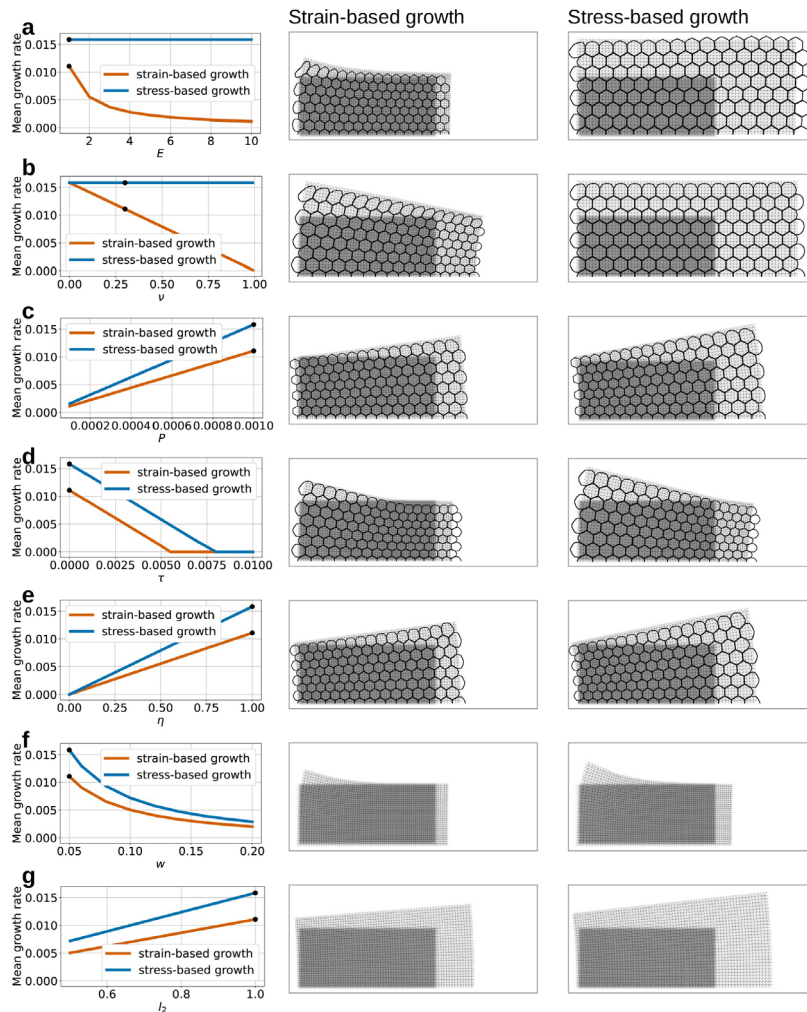 Strain-based growth Stress-based growth
a
Mean growth rate
0.015
0.010
0.005
0.000
strain-based growth
stress-based growth
2 4 6 8 10
E
b
Mean growth rate
0.015
0.010
0.005
0.000
strain-based growth
stress-based growth
0.00 0.25 0.50 0.75 1.00
ν
c
Mean growth rate
0.015
0.010
0.005
0.000
strain-based growth
stress-based growth
0.0002 0.0004 0.0006 0.0008 0.0010
P
d
Mean growth rate
0.015
0.010
0.005
0.000
strain-based growth
stress-based growth
0.0000 0.0025 0.0050 0.0075 0.0100
τ
e
Mean growth rate
0.015
0.010
0.005
0.000
strain-based growth
stress-based growth
0.00 0.25 0.50 0.75 1.00
η
f
Mean growth rate
0.015
0.010
0.005
0.000
strain-based growth
stress-based growth
0.05 0.10 0.15 0.20
w
g
Mean growth rate
0.015
0.010
0.005
0.000
strain-based growth
stress-based growth
0.6 0.8 1.0
l₂